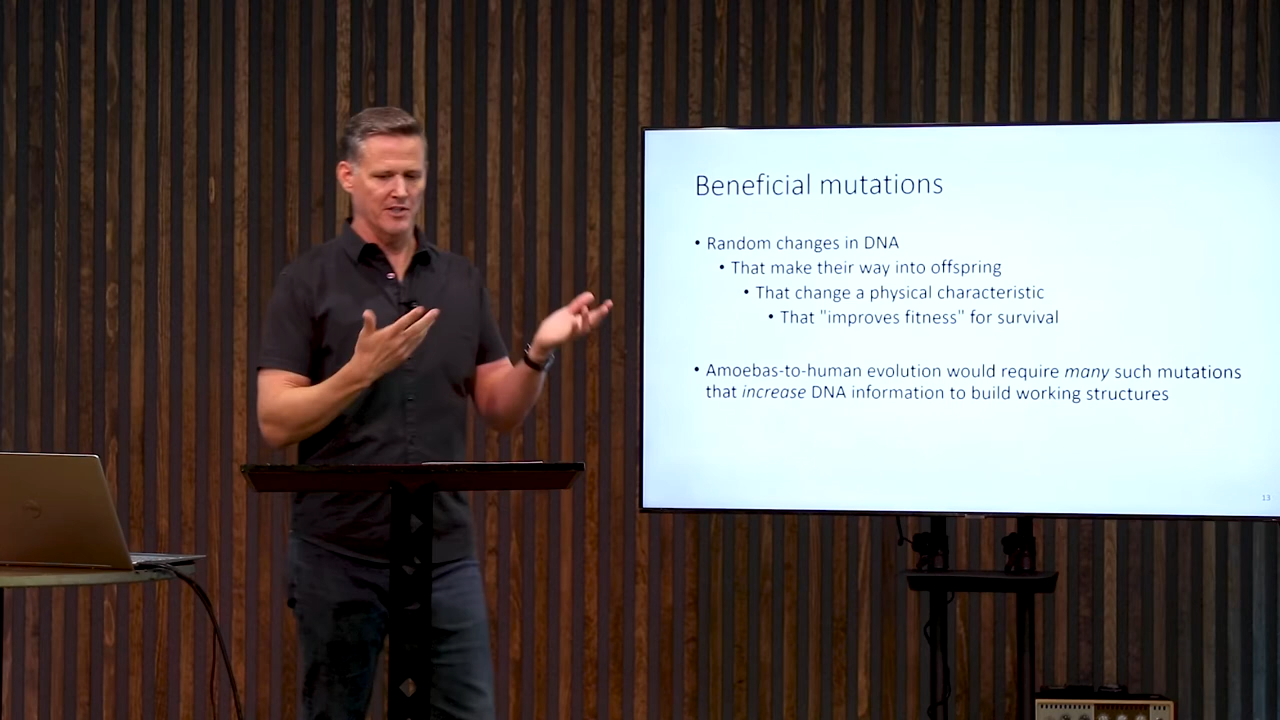 Beneficial mutations
• Random changes in DNA
• That make their way into offspring
• That change a physical characteristic
• That "improves fitness" for survival
• Amoebas-to-human evolution would require many such mutations
that increase DNA information to build working structures
13